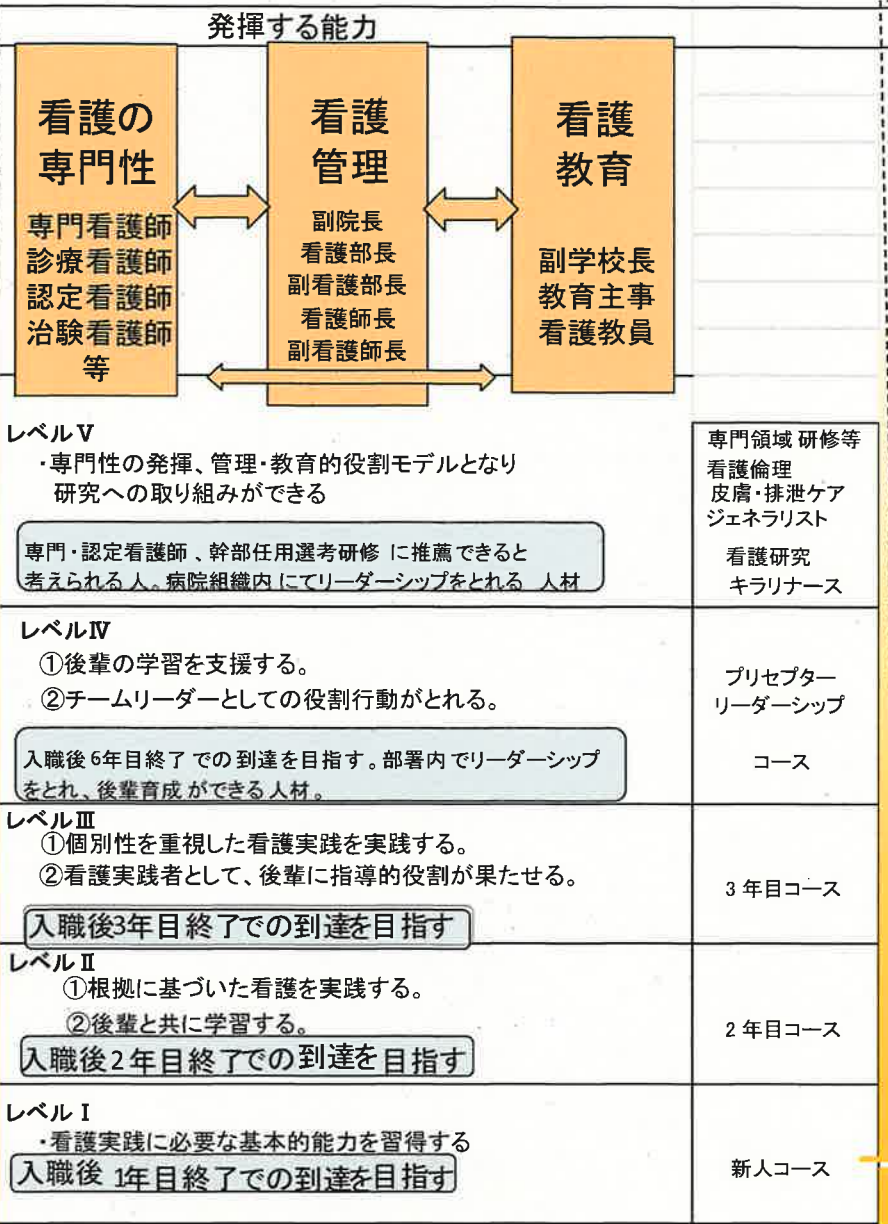 発揮する能力
看護の
専門性
専門看護師
診療看護師
認定看護師
治験看護師
等
看護
管理
副院長
看護部長
副看護部長
看護師長
副看護師長
看護
教育
副学校長
教育主事
看護教員
レベルⅤ
・専門性の発揮、管理・教育的役割モデルとなり
研究への取り組みができる
専門・認定看護師、幹部任用選考研修 に推薦できると
考えられる人。病院組織内にてリーダーシップをとれる 人材
専門領域 研修等
看護倫理
皮膚・排泄ケア
ジェネラリスト
看護研究
キラリナース
レベルⅣ
①後輩の学習を支援する。
②チームリーダーとしての役割行動がとれる。
入職後6年目終了での到達を目指す。部署内でリーダーシップ
をとれ、後輩育成ができる人材。
プリセプター
リーダーシップ
コース
レベルⅢ
①個別性を重視した看護実践を実践する。
②看護実践者として、後輩に指導的役割が果たせる。
入職後3年目終了での到達を目指す
3年目コース
レベルⅡ
①根拠に基づいた看護を実践する。
②後輩と共に学習する。
入職後2年目終了での到達を目指す
2年目コース
レベルⅠ
・看護実践に必要な基本的能力を習得する
入職後 1年目終了での到達を目指す
新人コース